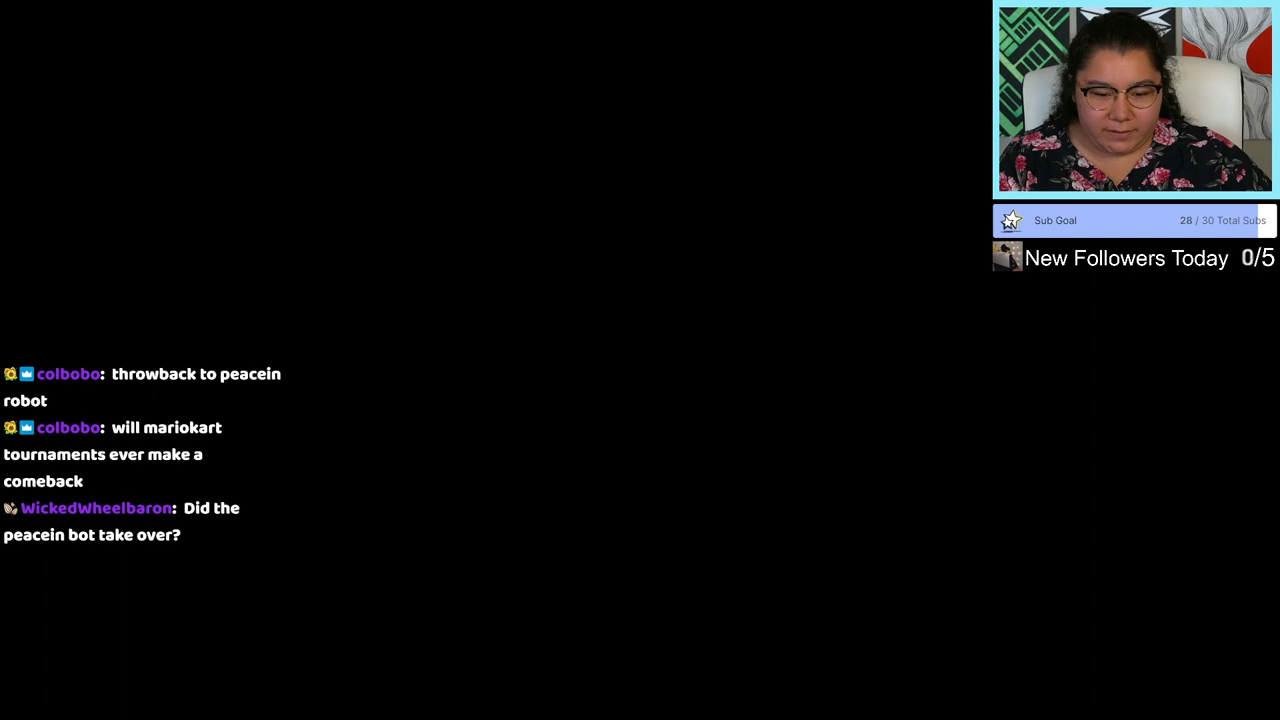 Sub Goal 28 / 30 Total Subs
New Followers Today 0/5
colbobo: throwback to peacein
robot
colbobo: will mariokart
tournaments ever make a
comeback
WickedWheelbaron: Did the
peacein bot take over?